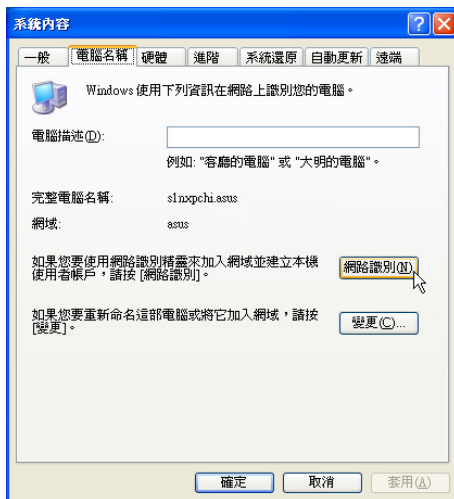 系統內容
一般 電腦名稱 硬體 進階 系統還原 自動更新 遠端
Windows 使用下列資訊在網路上識別您的電腦。
電腦描述(D):
例如: "客廳的電腦" 或 "大明的電腦"。
完整電腦名稱: s1nxpchi.asus
網域: asus
如果您要使用網路識別精靈來加入網域並建立本機
使用者帳戶，請按 [網路識別]。
網路識別(N)
如果您要重新命名這部電腦或將它加入網域，請按
[變更]。
變更(C)...
確定 取消 套用(A)